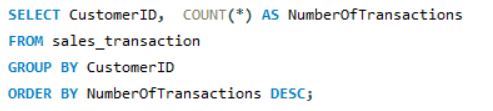 SELECT CustomerID,  COUNT(*) AS NumberOfTransactions
FROM sales_transaction
GROUP BY CustomerID
ORDER BY NumberOfTransactions DESC;